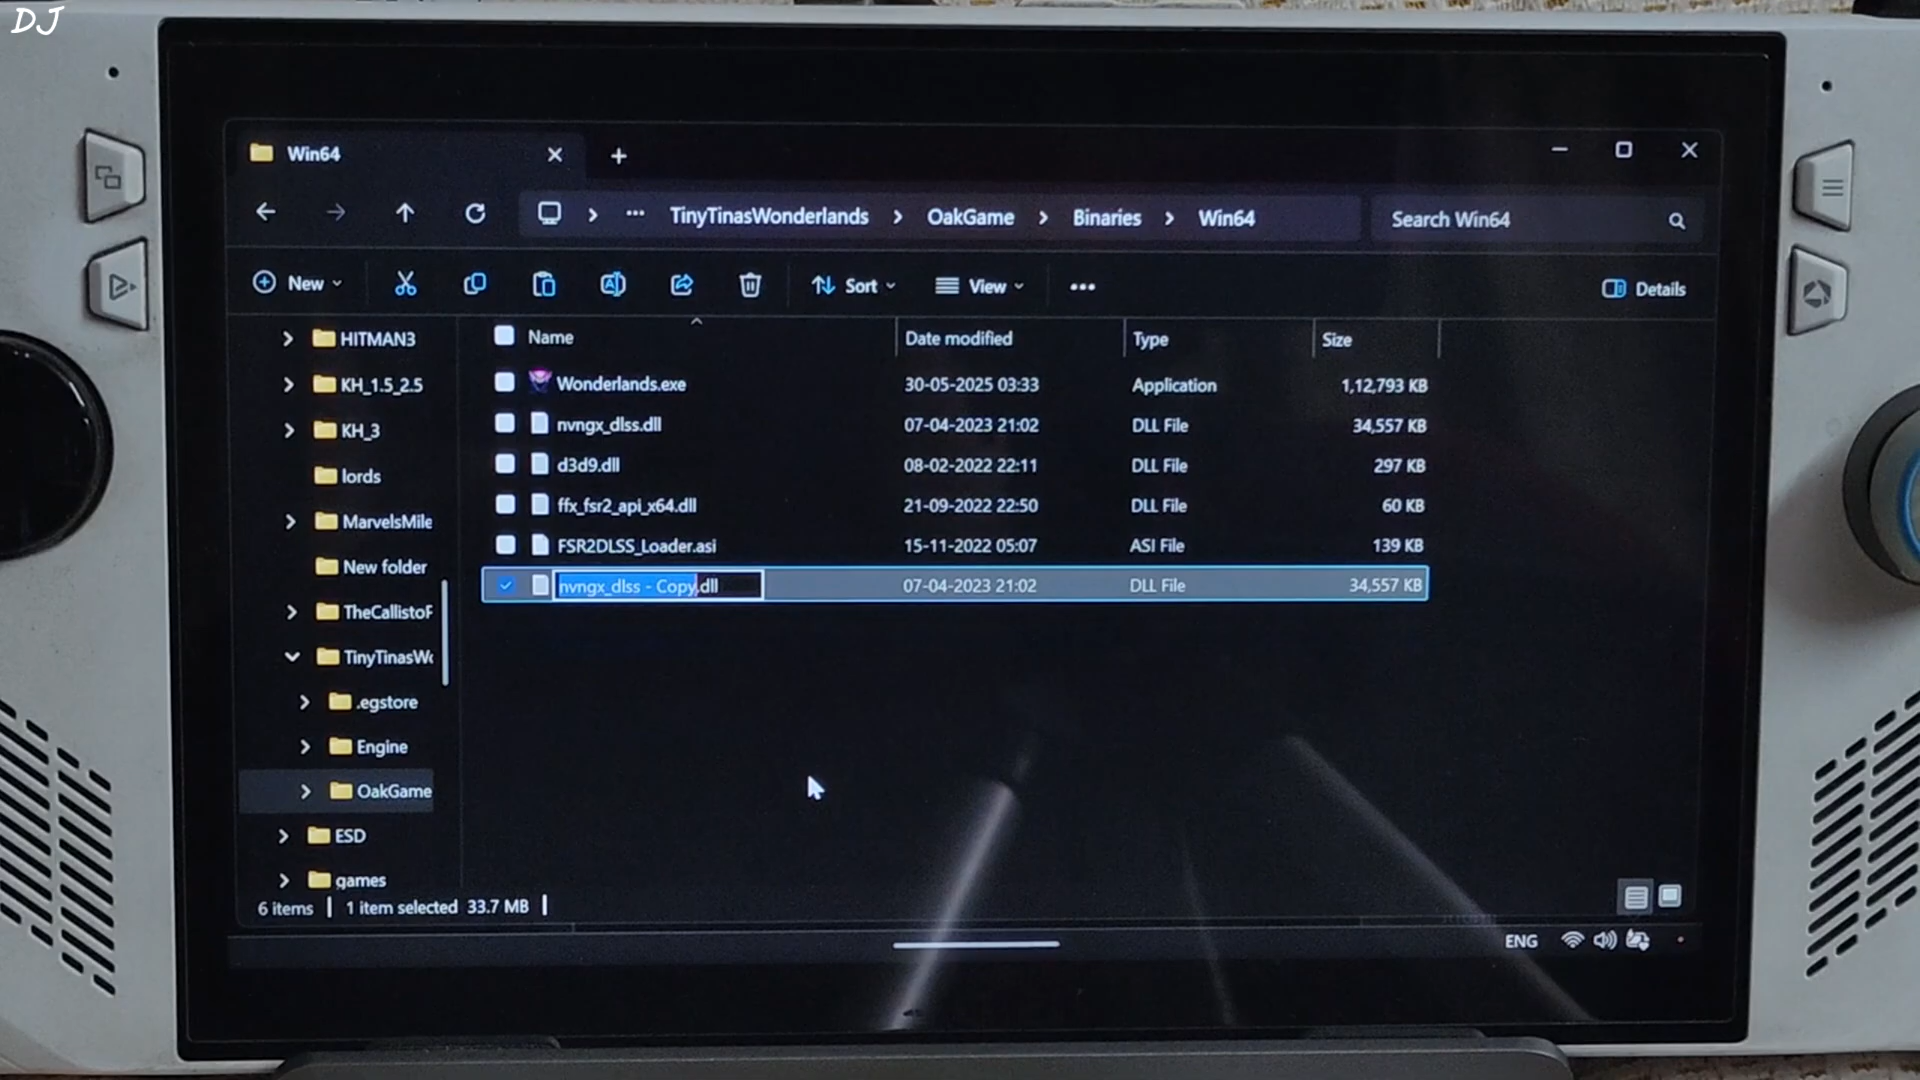 DJ
Win64
TinyTinasWonderlands > OakGame > Binaries > Win64
Search Win64
New
Sort
View
Details
Name
Date modified
Type
Size
HITMAN3
KH_1.5_2.5
KH_3
lords
MarvelsMile
New folder
TheCallistoP
TinyTinasWo
.egstore
Engine
OakGame
ESD
games
Wonderlands.exe 30-05-2025 03:33 Application 1,12,793 KB
nvngx_dlss.dll 07-04-2023 21:02 DLL File 34,557 KB
d3d9.dll 08-02-2022 22:11 DLL File 297 KB
ffx_fsr2_api_x64.dll 21-09-2022 22:50 DLL File 60 KB
FSR2DLSS_Loader.asi 15-11-2022 05:07 ASI File 139 KB
nvngx_dlss - Copy.dll 07-04-2023 21:02 DLL File 34,557 KB
6 items | 1 item selected 33.7 MB |
ENG